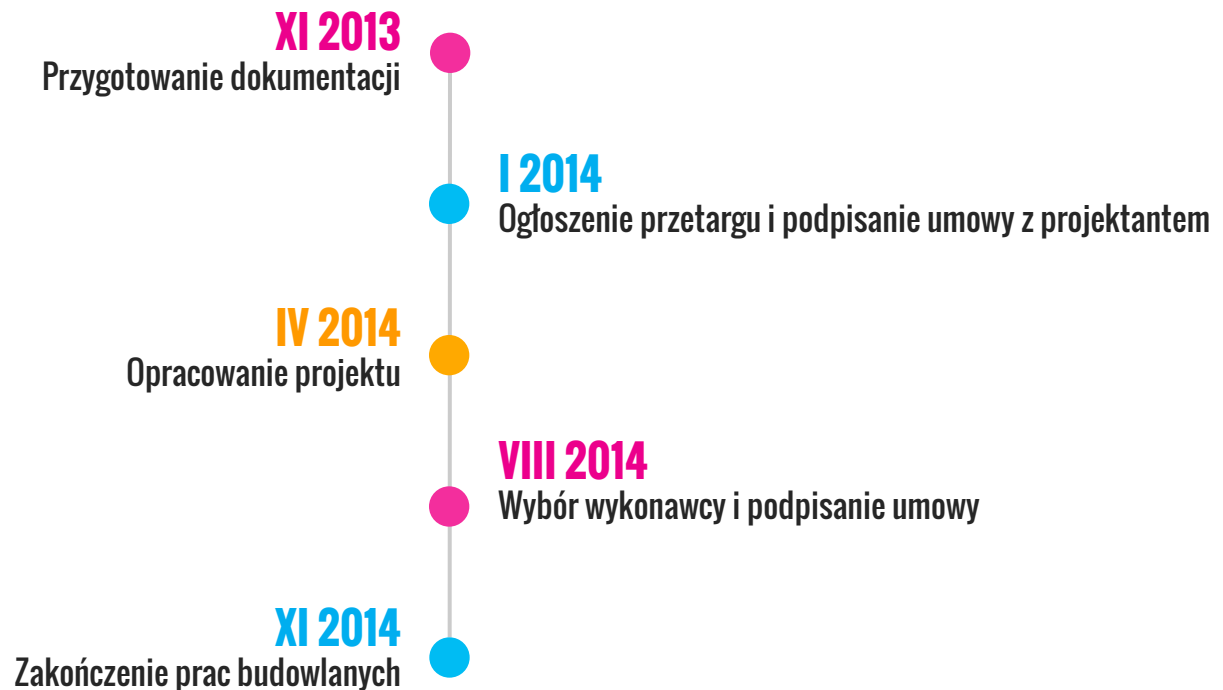 XI 2013
Przygotowanie dokumentacji
I 2014
Ogłoszenie przetargu i podpisanie umowy z projektantem
IV 2014
Opracowanie projektu
VIII 2014
Wybór wykonawcy i podpisanie umowy
XI 2014
Zakończenie prac budowlanych